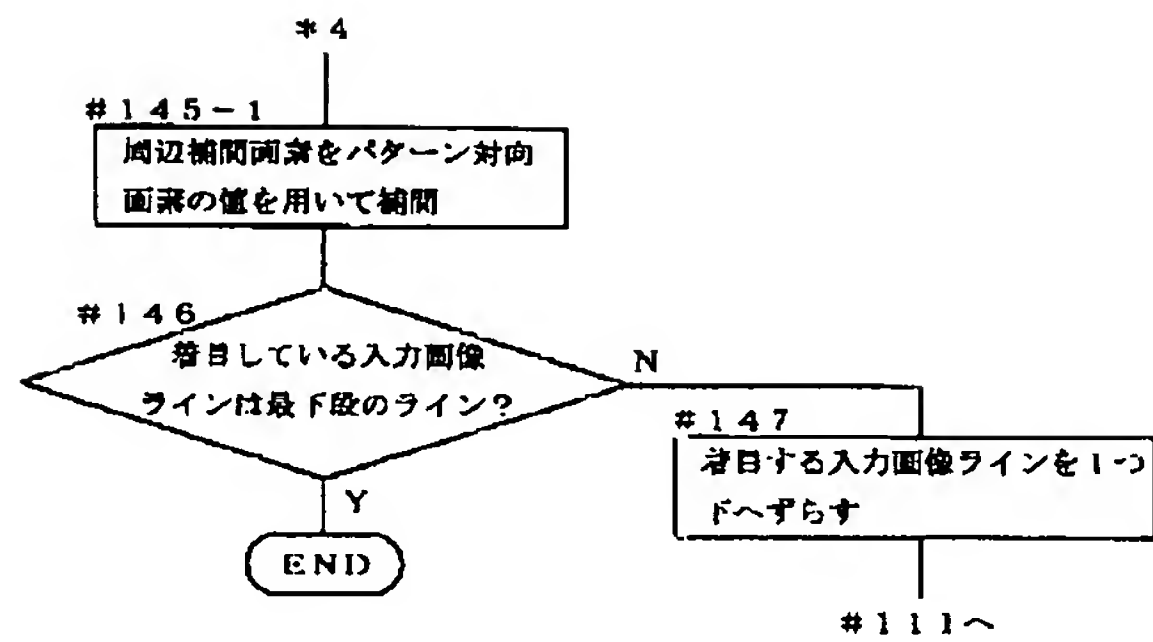 *4
#145-1
周辺補間画素をパターン対向
画素の値を用いて補間
#146
着目している入力画像
ラインは最下段のライン?
N
Y
END
#147
着目する入力画像ラインを1つ
下へずらす
#111へ